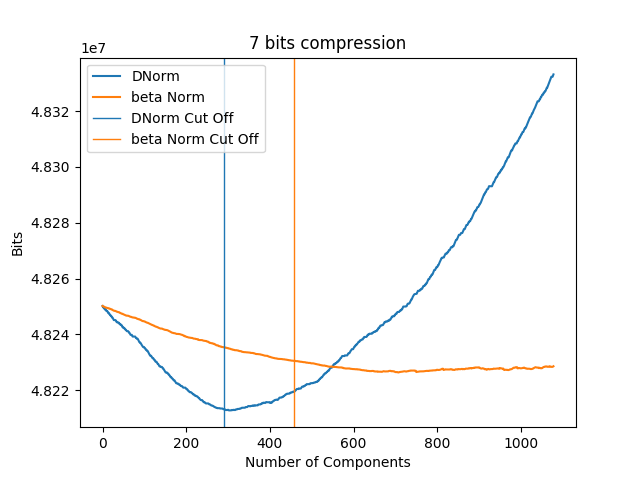 7 bits compression
1e7
DNorm
beta Norm
DNorm Cut Off
beta Norm Cut Off
4.832
4.830
4.828
4.826
4.824
4.822
Bits
0 200 400 600 800 1000
Number of Components